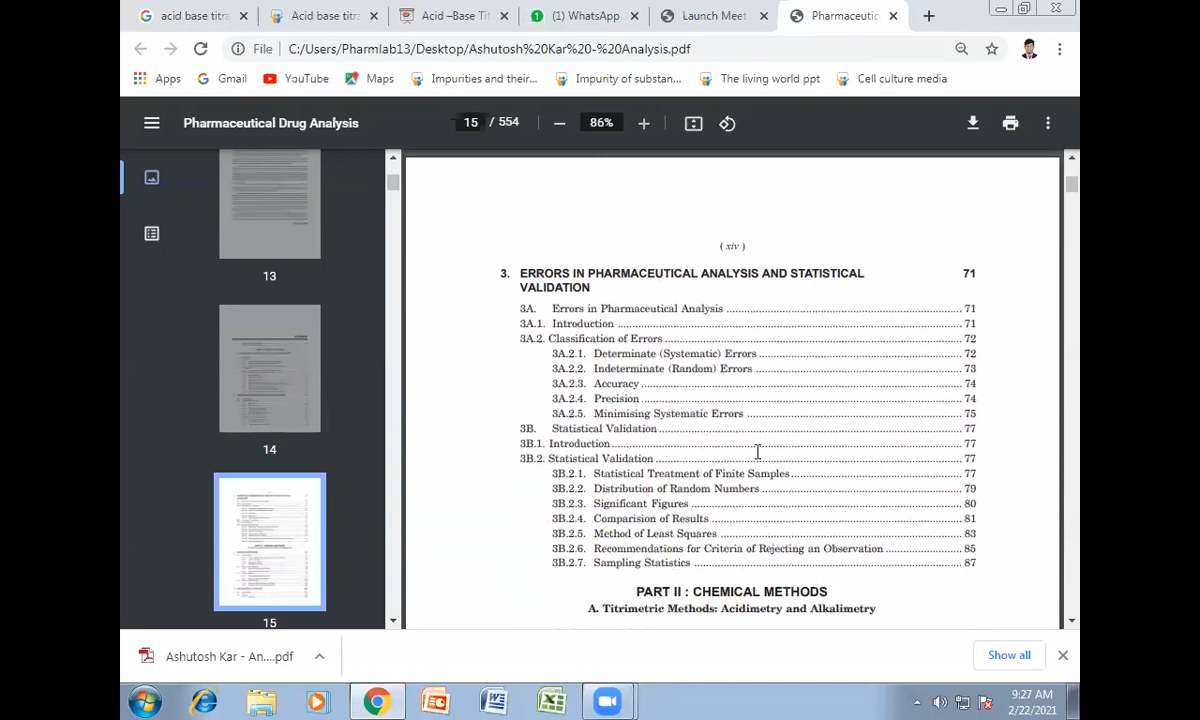 acid base titra
Acid base titra
Acid –Base Tit
(1) WhatsApp
Launch Meet
Pharmaceutic
File
C:/Users/Pharmlab13/Desktop/Ashutosh%20Kar%20-%20Analysis.pdf
Apps
Gmail
YouTube
Maps
Impurities and their...
Impurity of substan...
The living world ppt
Cell culture media
Pharmaceutical Drug Analysis
15 / 554
86%
13
14
15
( xiv )
3. ERRORS IN PHARMACEUTICAL ANALYSIS AND STATISTICAL 71
VALIDATION
3A. Errors in Pharmaceutical Analysis 71
3A.1. Introduction 71
3A.2. Classification of Errors 72
3A.2.1. Determinate (Systematic) Errors 72
3A.2.2. Indeterminate (Random) Errors 73
3A.2.3. Accuracy 74
3A.2.4. Precision 74
3A.2.5. Minimising Systematic Errors 75
3B. Statistical Validation 77
3B.1. Introduction 77
3B.2. Statistical Validation 77
3B.2.1. Statistical Treatment of Finite Samples 77
3B.2.2. Distribution of Random Numbers 79
3B.2.3. Significant Figures 80
3B.2.4. Comparision of Results 81
3B.2.5. Method of Least Squares 83
3B.2.6. Recommendations for Criteria of Rejecting an Observation 85
3B.2.7. Sampling Statistics 87
PART II : CHEMICAL METHODS
A. Titrimetric Methods: Acidimetry and Alkalimetry
Ashutosh Kar - An....pdf
Show all
9:27 AM
2/22/2021